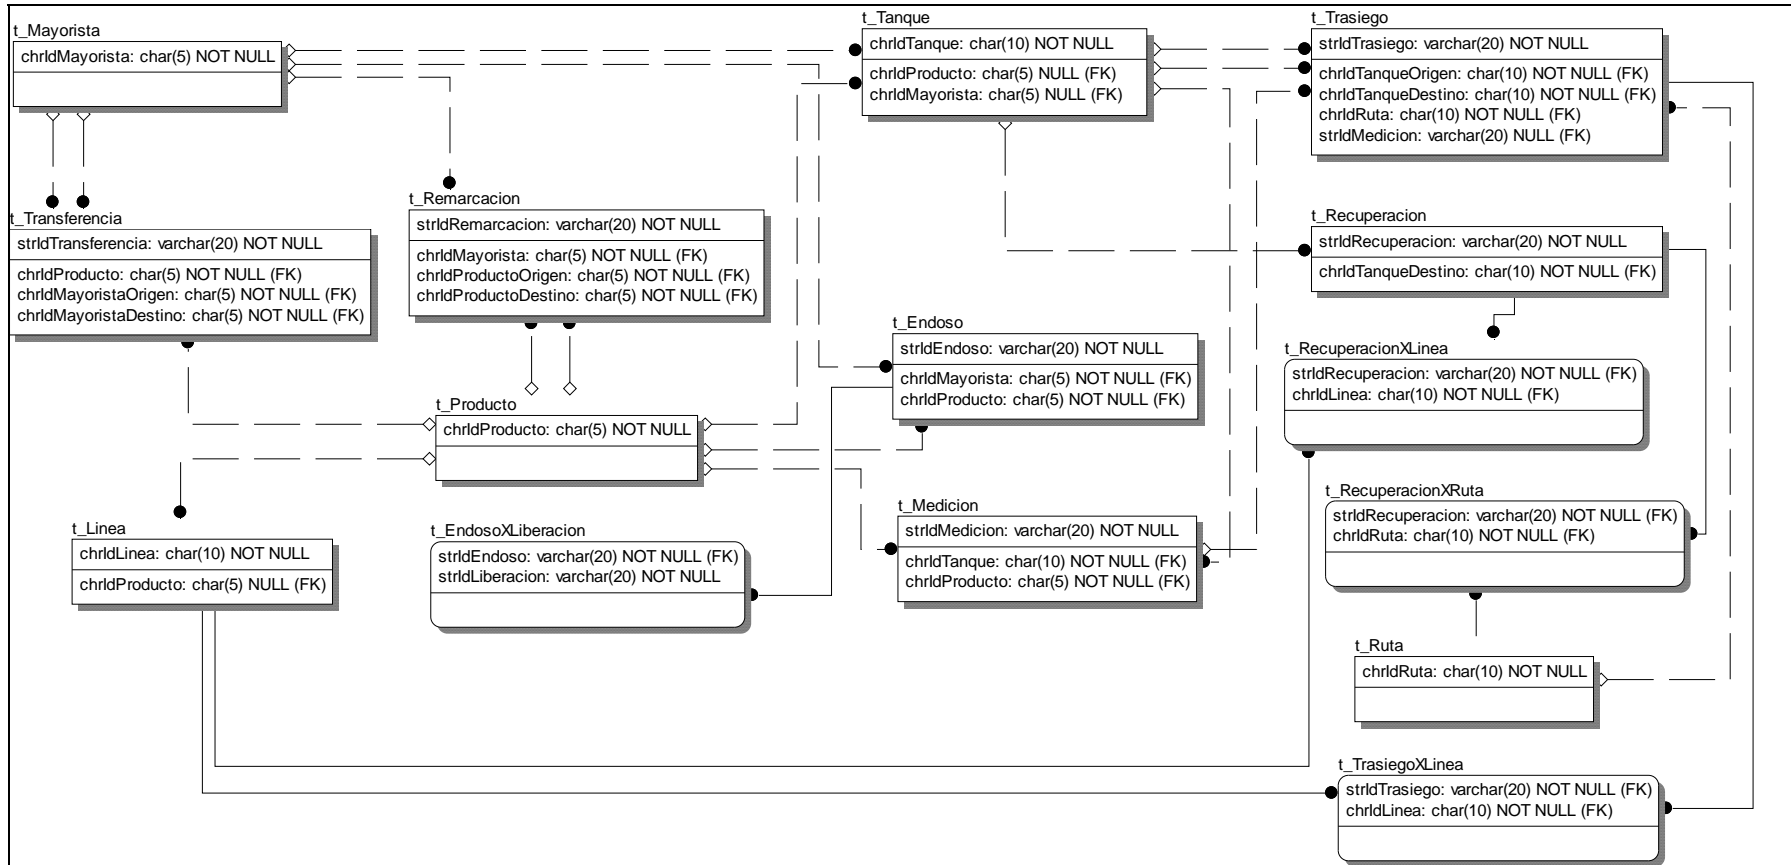 t_Mayorista
chrIdMayorista: char(5) NOT NULL
t_Tanque
chrIdTanque: char(10) NOT NULL
chrIdProducto: char(5) NULL (FK)
chrIdMayorista: char(5) NULL (FK)
t_Trasiego
strIdTrasiego: varchar(20) NOT NULL
chrIdTanqueOrigen: char(10) NOT NULL (FK)
chrIdTanqueDestino: char(10) NOT NULL (FK)
chrIdRuta: char(10) NOT NULL (FK)
strIdMedicion: varchar(20) NULL (FK)
t_Transferencia
strIdTransferencia: varchar(20) NOT NULL
chrIdProducto: char(5) NOT NULL (FK)
chrIdMayoristaOrigen: char(5) NOT NULL (FK)
chrIdMayoristaDestino: char(5) NOT NULL (FK)
t_Remarcacion
strIdRemarcacion: varchar(20) NOT NULL
chrIdMayorista: char(5) NOT NULL (FK)
chrIdProductoOrigen: char(5) NOT NULL (FK)
chrIdProductoDestino: char(5) NOT NULL (FK)
t_Recuperacion
strIdRecuperacion: varchar(20) NOT NULL
chrIdTanqueDestino: char(10) NOT NULL (FK)
t_Endoso
strIdEndoso: varchar(20) NOT NULL
chrIdMayorista: char(5) NOT NULL (FK)
chrIdProducto: char(5) NOT NULL (FK)
t_RecuperacionXLinea
strIdRecuperacion: varchar(20) NOT NULL (FK)
chrIdLinea: char(10) NOT NULL (FK)
t_Producto
chrIdProducto: char(5) NOT NULL
t_RecuperacionXRuta
strIdRecuperacion: varchar(20) NOT NULL (FK)
chrIdRuta: char(10) NOT NULL (FK)
t_Linea
chrIdLinea: char(10) NOT NULL
chrIdProducto: char(5) NULL (FK)
t_EndosoXLiberacion
strIdEndoso: varchar(20) NOT NULL (FK)
strIdLiberacion: varchar(20) NOT NULL
t_Medicion
strIdMedicion: varchar(20) NOT NULL
chrIdTanque: char(10) NOT NULL (FK)
chrIdProducto: char(5) NOT NULL (FK)
t_Ruta
chrIdRuta: char(10) NOT NULL
t_TrasiegoXLinea
strIdTrasiego: varchar(20) NOT NULL (FK)
chrIdLinea: char(10) NOT NULL (FK)